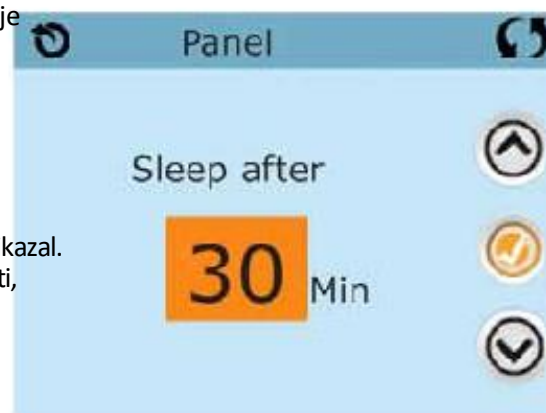 je
Panel
Sleep after
kazal.
30 Min
ti,